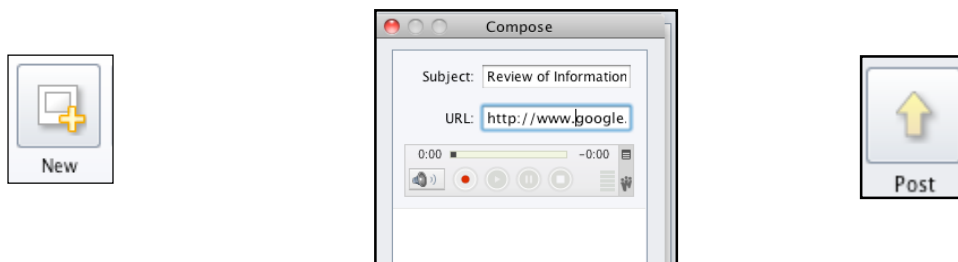 Compose
Subject: Review of Information
URL: http://www.google.
0:00 -0:00
New
Post